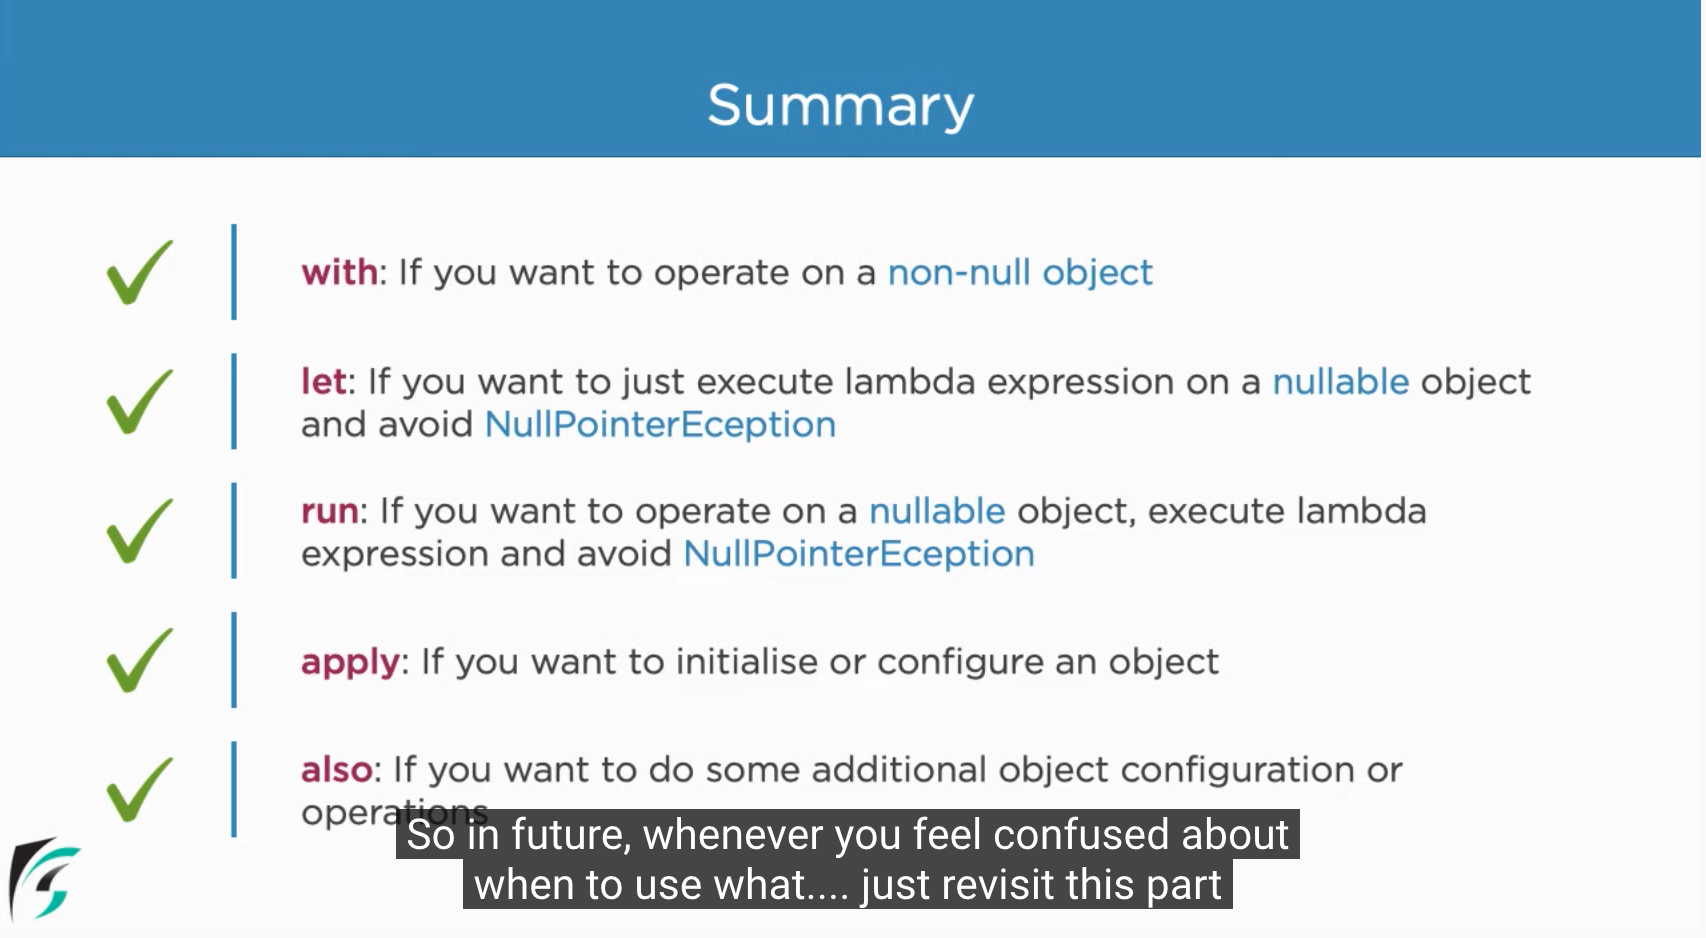 Summary
with: If you want to operate on a non-null object
let: If you want to just execute lambda expression on a nullable object
and avoid NullPointerEception
run: If you want to operate on a nullable object, execute lambda
expression and avoid NullPointerEception
apply: If you want to initialise or configure an object
also: If you want to do some additional object configuration or
operations
So in future, whenever you feel confused about
when to use what.... just revisit this part